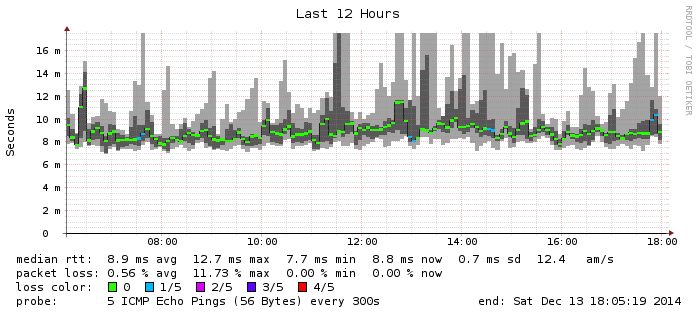 Last 12 Hours
RRDTOOL / TOBI OETIKER
Seconds
16 m
14 m
12 m
10 m
8 m
6 m
4 m
2 m
0
08:00 10:00 12:00 14:00 16:00 18:00
median rtt: 8.9 ms avg 12.7 ms max 7.7 ms min 8.8 ms now 0.7 ms sd 12.4 am/s
packet loss: 0.56 % avg 11.73 % max 0.00 % min 0.00 % now
loss color: 0 1/5 2/5 3/5 4/5
probe: 5 ICMP Echo Pings (56 Bytes) every 300s end: Sat Dec 13 18:05:19 2014